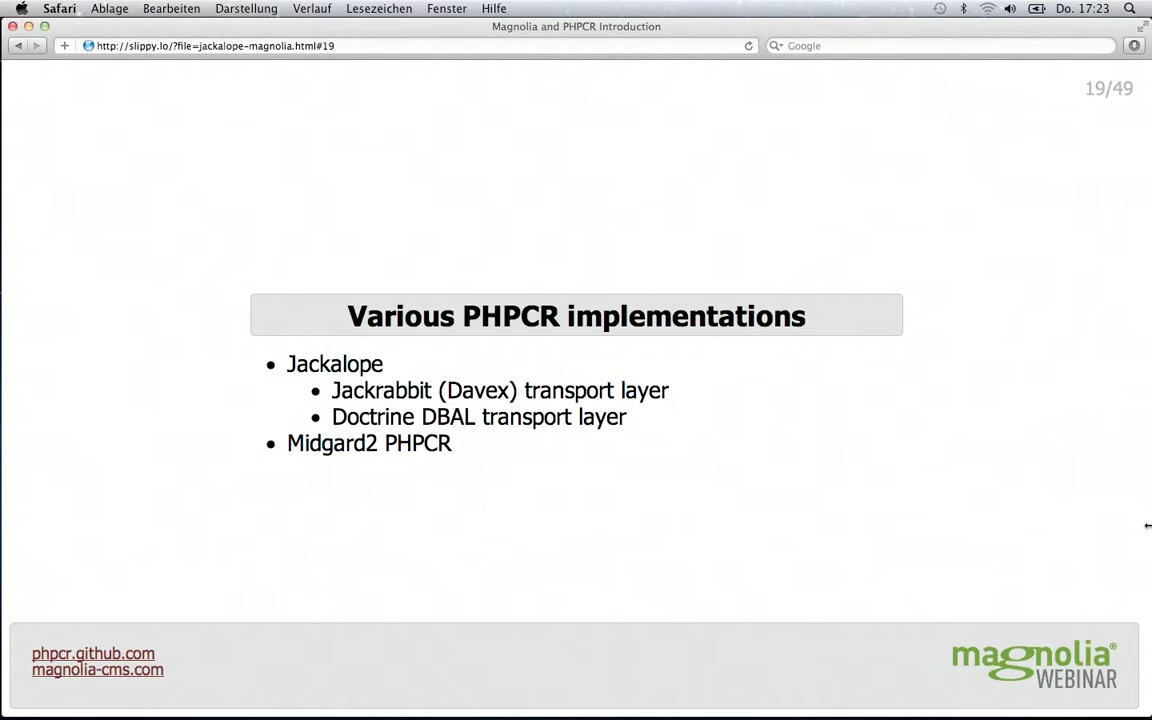 Safari Ablage Bearbeiten Darstellung Verlauf Lesezeichen Fenster Hilfe Do. 17:23
Magnolia and PHPCR Introduction
http://slippy.lo/?file=jackalope-magnolia.html#19 Google
19/49
Various PHPCR implementations
• Jackalope
• Jackrabbit (Davex) transport layer
• Doctrine DBAL transport layer
• Midgard2 PHPCR
phpcr.github.com
magnolia-cms.com
magnolia®
WEBINAR